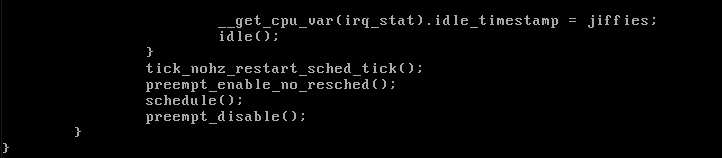 __get_cpu_var(irq_stat).idle_timestamp = jiffies;
idle();
}
tick_nohz_restart_sched_tick();
preempt_enable_no_resched();
schedule();
preempt_disable();
}
}